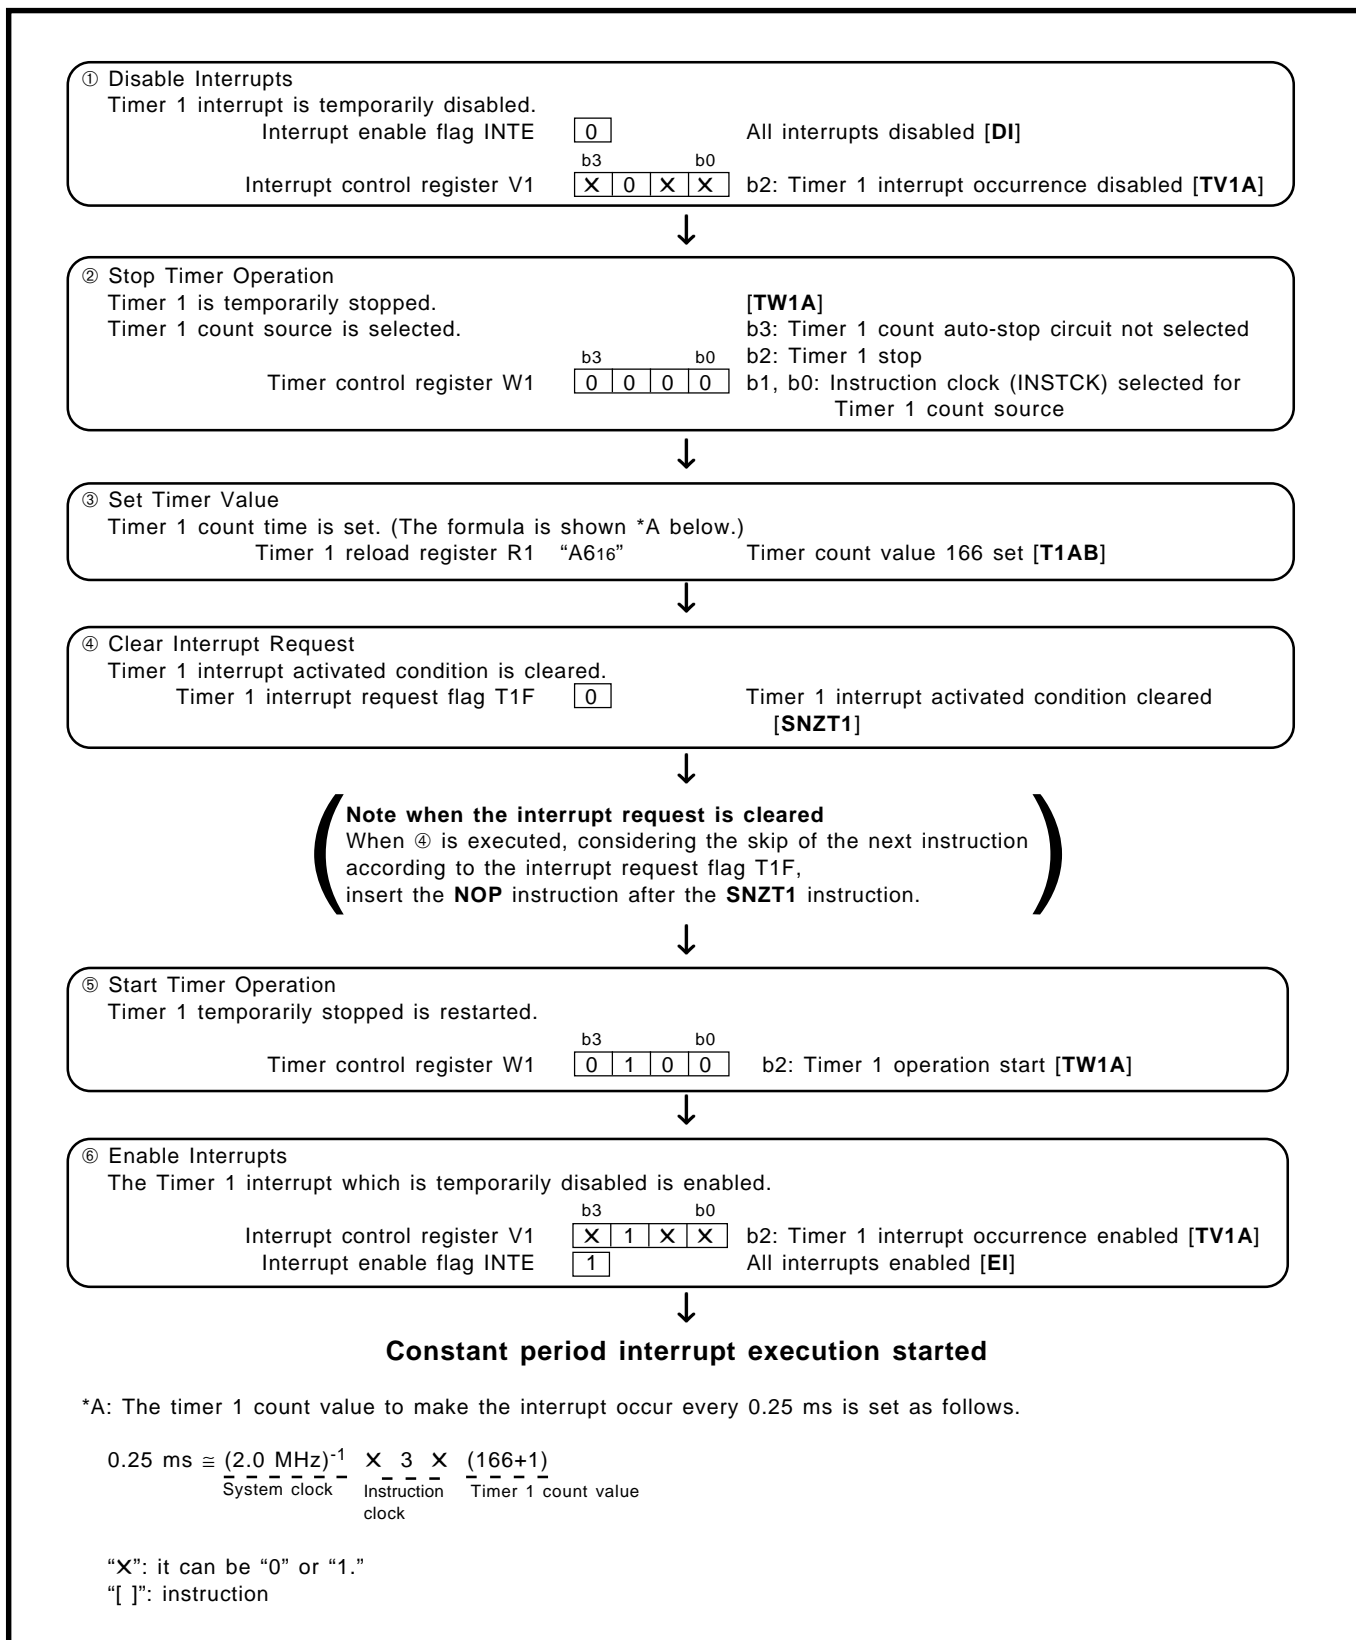 ① Disable Interrupts
Timer 1 interrupt is temporarily disabled.
Interrupt enable flag INTE 0 All interrupts disabled [DI]
b3 b0
Interrupt control register V1 ✕ 0 ✕ ✕ b2: Timer 1 interrupt occurrence disabled [TV1A]
↓
② Stop Timer Operation
Timer 1 is temporarily stopped. [TW1A]
Timer 1 count source is selected. b3: Timer 1 count auto-stop circuit not selected
b3 b0 b2: Timer 1 stop
Timer control register W1 0 0 0 0 b1, b0: Instruction clock (INSTCK) selected for
Timer 1 count source
↓
③ Set Timer Value
Timer 1 count time is set. (The formula is shown *A below.)
Timer 1 reload register R1 “A616” Timer count value 166 set [T1AB]
↓
④ Clear Interrupt Request
Timer 1 interrupt activated condition is cleared.
Timer 1 interrupt request flag T1F 0 Timer 1 interrupt activated condition cleared
[SNZT1]
↓
Note when the interrupt request is cleared
When ④ is executed, considering the skip of the next instruction
according to the interrupt request flag T1F,
insert the NOP instruction after the SNZT1 instruction.
↓
⑤ Start Timer Operation
Timer 1 temporarily stopped is restarted.
b3 b0
Timer control register W1 0 1 0 0 b2: Timer 1 operation start [TW1A]
↓
⑥ Enable Interrupts
The Timer 1 interrupt which is temporarily disabled is enabled.
b3 b0
Interrupt control register V1 ✕ 1 ✕ ✕ b2: Timer 1 interrupt occurrence enabled [TV1A]
Interrupt enable flag INTE 1 All interrupts enabled [EI]
↓
Constant period interrupt execution started
*A: The timer 1 count value to make the interrupt occur every 0.25 ms is set as follows.
0.25 ms ≅ (2.0 MHz)-1 ✕ 3 ✕ (166+1)
System clock Instruction Timer 1 count value
clock
“✕”: it can be “0” or “1.”
“[ ]”: instruction